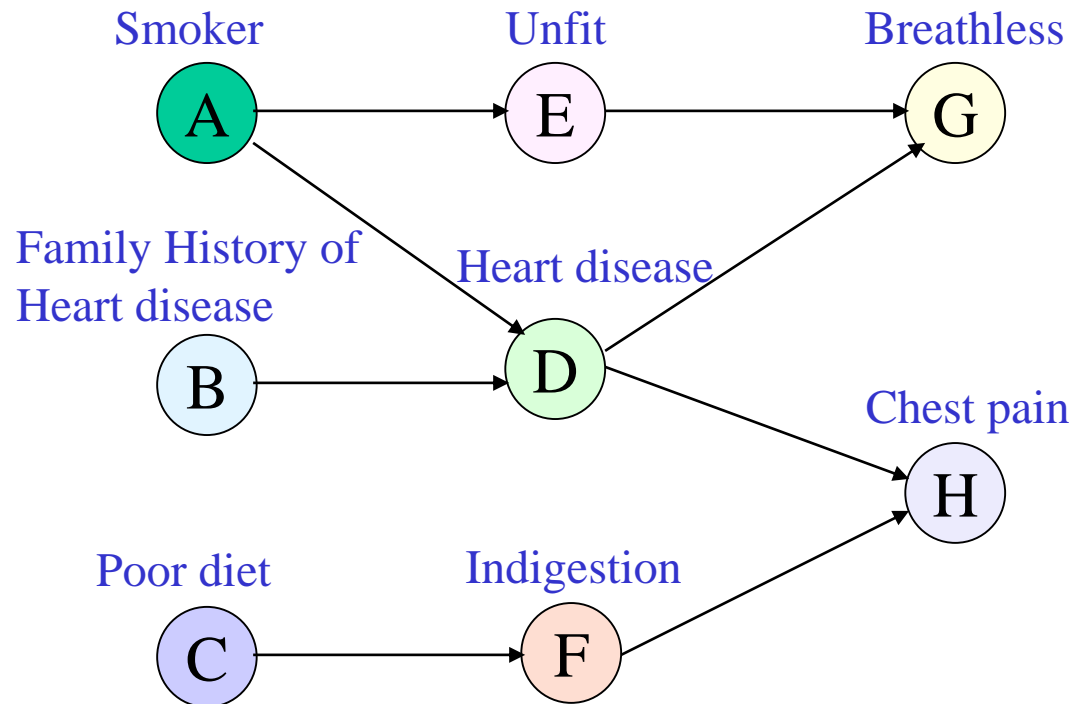 Smoker
Unfit
Breathless
A
E
G
Family History of
Heart disease
Heart disease
B
D
Chest pain
H
Poor diet
Indigestion
C
F